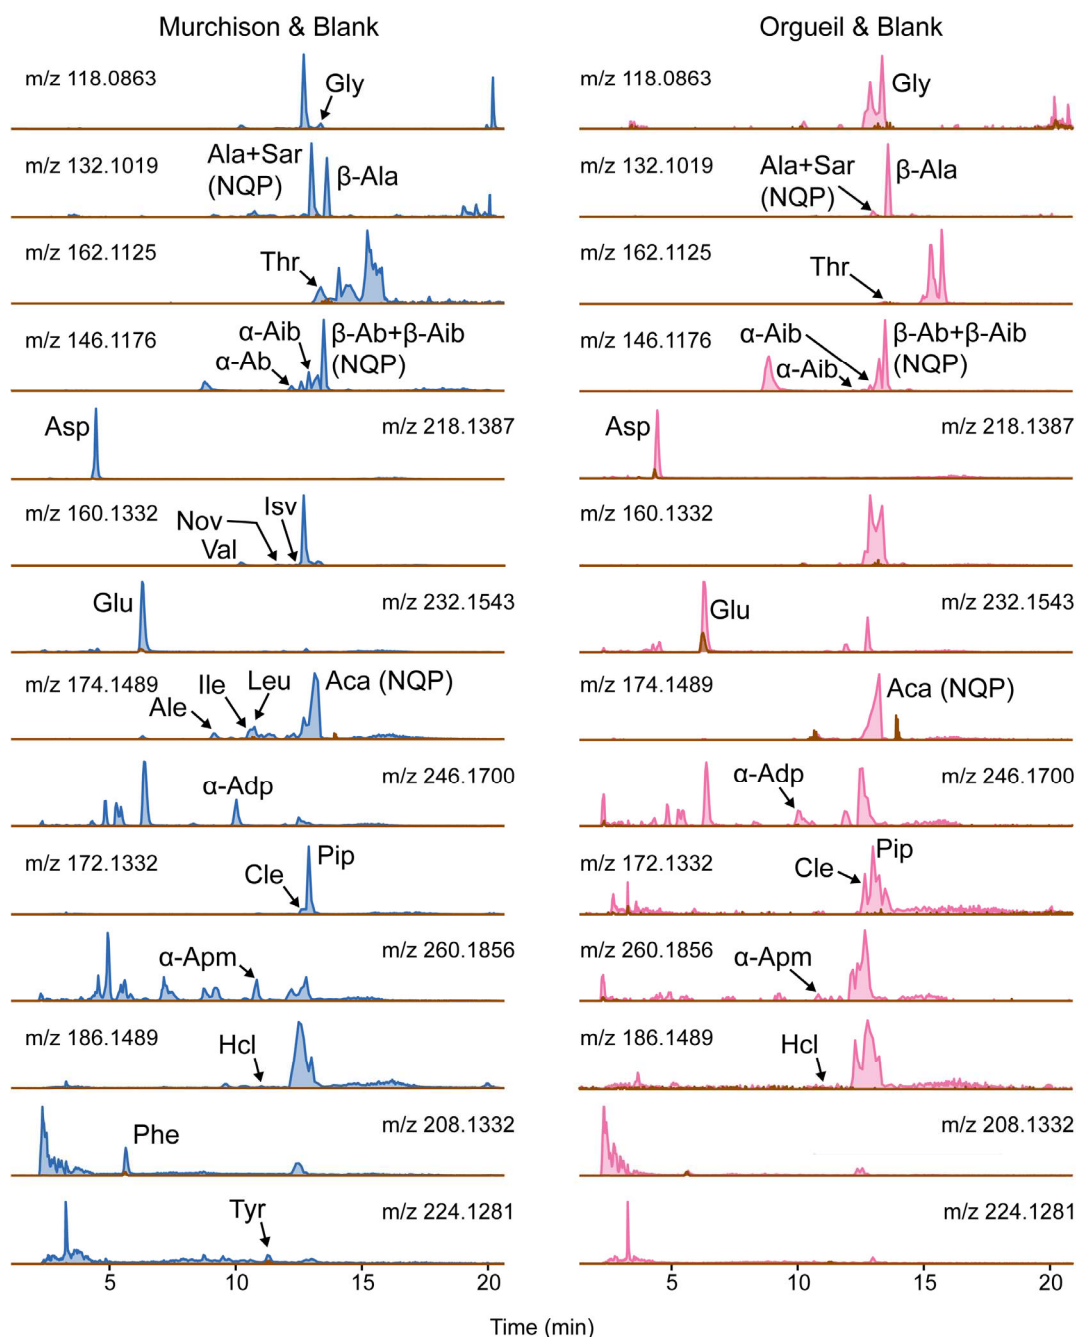 Murchison & Blank
m/z 118.0863
Gly
m/z 132.1019
Ala+Sar
(NQP)
β-Ala
m/z 162.1125
Thr
m/z 146.1176
α-Aib
α-Ab
β-Ab+β-Aib
(NQP)
Asp
m/z 218.1387
m/z 160.1332
Nov
Isv
Val
Glu
m/z 232.1543
m/z 174.1489
Ale
Ile
Leu
Aca (NQP)
m/z 246.1700
α-Adp
m/z 172.1332
Cle
Pip
m/z 260.1856
α-Apm
m/z 186.1489
Hcl
m/z 208.1332
Phe
m/z 224.1281
Tyr
5 10 15 20
Orgueil & Blank
m/z 118.0863
Gly
m/z 132.1019
Ala+Sar
(NQP)
β-Ala
m/z 162.1125
Thr
m/z 146.1176
α-Aib
α-Aib
β-Ab+β-Aib
(NQP)
Asp
m/z 218.1387
m/z 160.1332
Glu
m/z 232.1543
m/z 174.1489
Aca (NQP)
m/z 246.1700
α-Adp
m/z 172.1332
Cle
Pip
m/z 260.1856
α-Apm
m/z 186.1489
Hcl
m/z 208.1332
m/z 224.1281
5 10 15 20
Time (min)